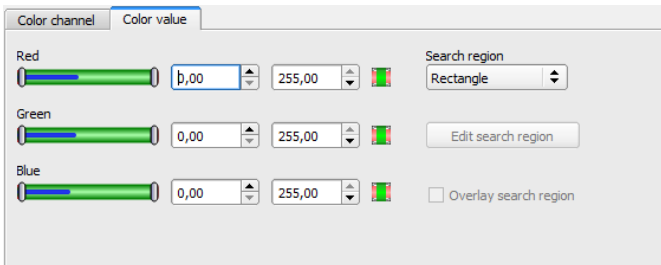 Color channel Color value
Red Search region
0,00 255,00 Rectangle
Green
0,00 255,00 Edit search region
Blue
0,00 255,00 Overlay search region